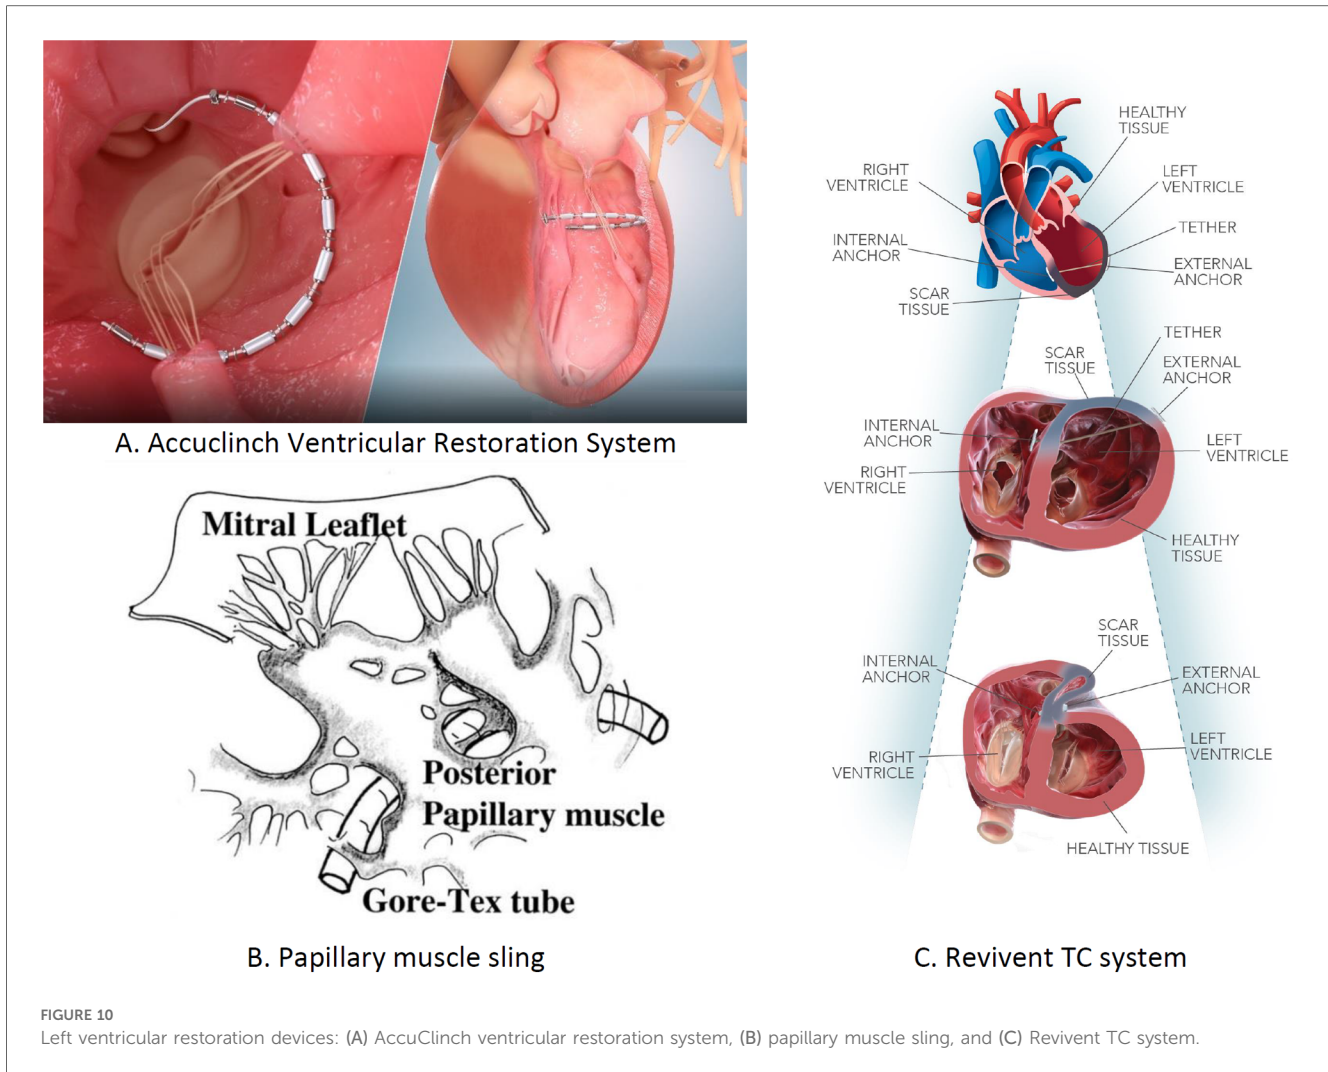 A. Accuclinch Ventricular Restoration System
Mitral Leaflet
Posterior
Papillary muscle
Gore-Tex tube
B. Papillary muscle sling
HEALTHY
TISSUE
RIGHT
VENTRICLE
LEFT
VENTRICLE
TETHER
INTERNAL
ANCHOR
EXTERNAL
ANCHOR
SCAR
TISSUE
TETHER
SCAR
TISSUE
EXTERNAL
ANCHOR
INTERNAL
ANCHOR
LEFT
VENTRICLE
RIGHT
VENTRICLE
HEALTHY
TISSUE
SCAR
TISSUE
INTERNAL
ANCHOR
EXTERNAL
ANCHOR
LEFT
VENTRICLE
RIGHT
VENTRICLE
HEALTHY TISSUE
C. Revivent TC system
FIGURE 10
Left ventricular restoration devices: (A) AccuClinch ventricular restoration system, (B) papillary muscle sling, and (C) Revivent TC system.